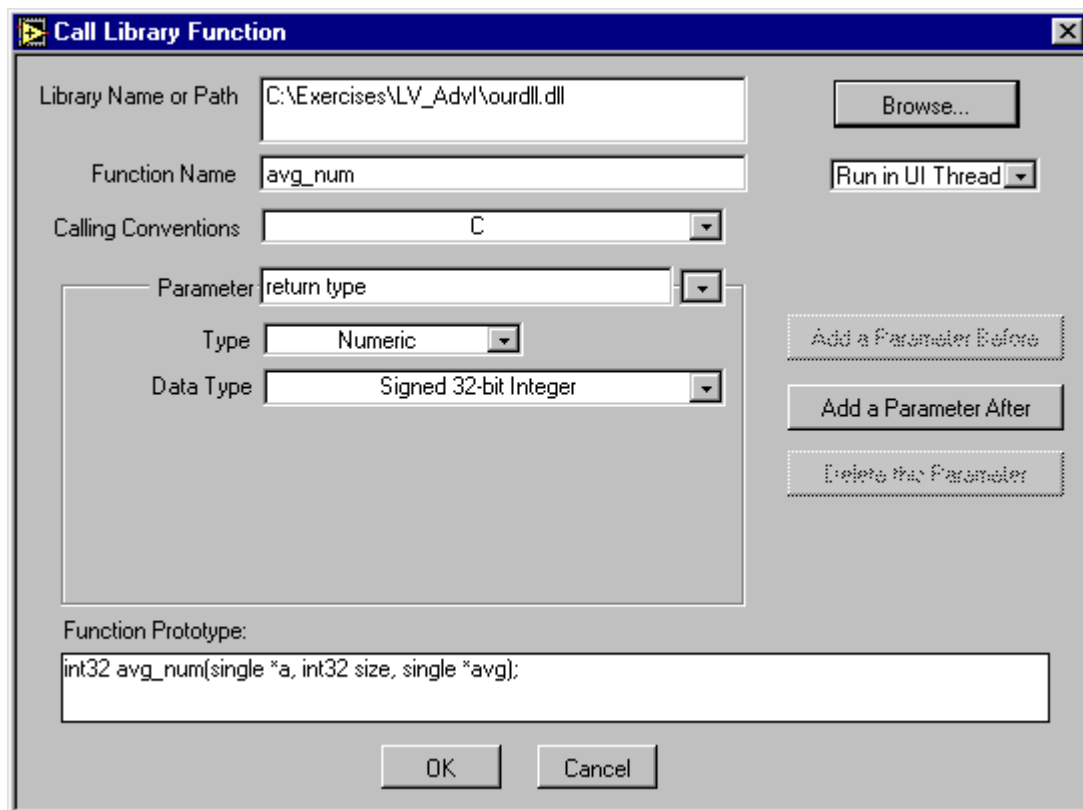 Call Library Function
Library Name or Path
C:\Exercises\LV_AdvI\ourdll.dll
Browse...
Function Name
avg_num
Run in UI Thread
Calling Conventions
C
Parameter
return type
Type
Numeric
Add a Parameter Before
Data Type
Signed 32-bit Integer
Add a Parameter After
Delete this Parameter
Function Prototype:
int32 avg_num(single *a, int32 size, single *avg);
OK
Cancel